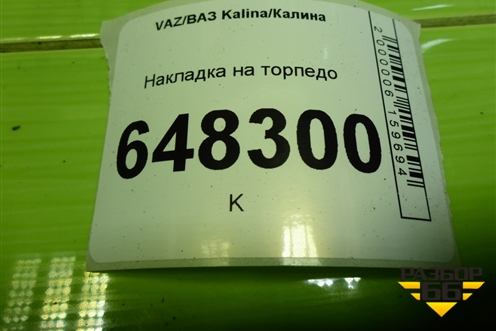 VAZ/ВАЗ Kalina/Калина
Накладка на торпедо
648300
K
2000006159694
РАЗБОР
66